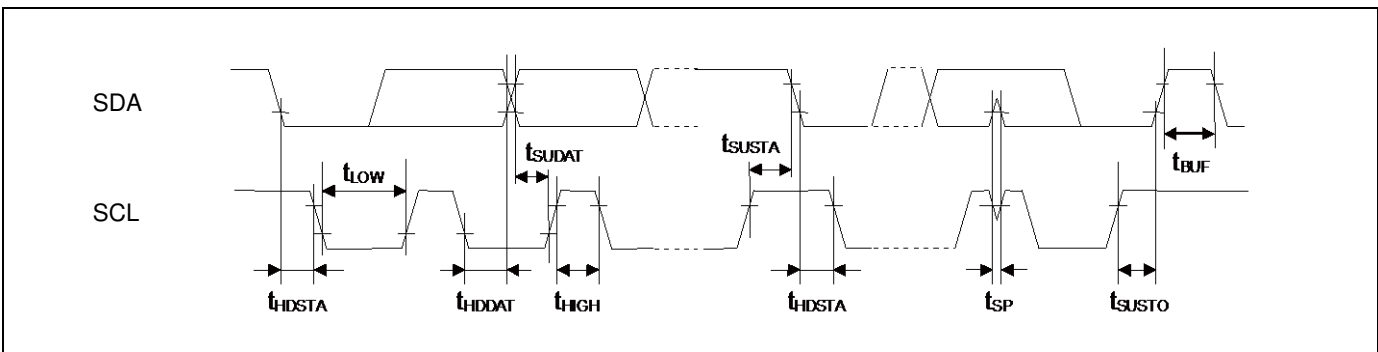 SDA
tSUDAT
tSUSTA
tLOW
tBUF
SCL
tHDSTA
tHDDAT
tHIGH
tHDSTA
tSP
tSUSTO